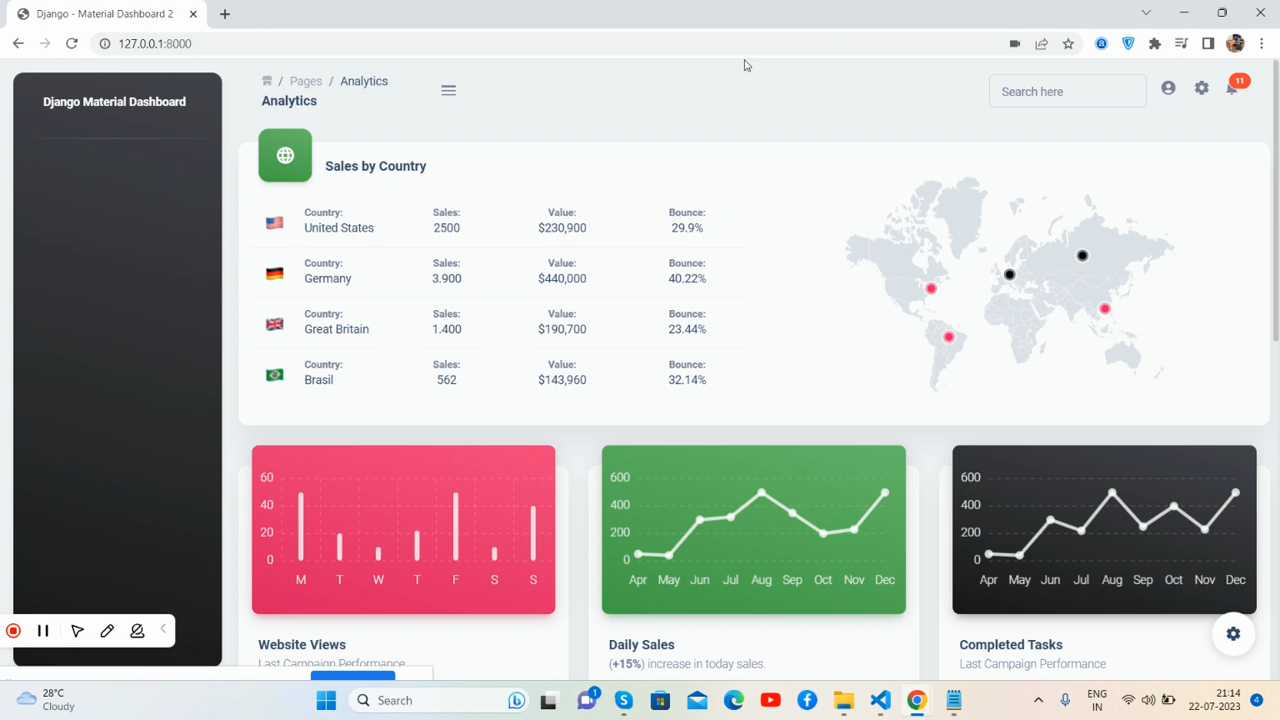 Django - Material Dashboard 2
127.0.0.1:8000
Django Material Dashboard
/ Pages / Analytics
Analytics
Search here
11
Sales by Country
Country: Sales: Value: Bounce:
United States 2500 $230,900 29.9%
Country: Sales: Value: Bounce:
Germany 3.900 $440,000 40.22%
Country: Sales: Value: Bounce:
Great Britain 1.400 $190,700 23.44%
Country: Sales: Value: Bounce:
Brasil 562 $143,960 32.14%
60
40
20
0
M T W T F S S
Website Views
Last Campaign Performance
600
400
200
0
Apr May Jun Jul Aug Sep Oct Nov Dec
Daily Sales
(+15%) increase in today sales.
600
400
200
0
Apr May Jun Jul Aug Sep Oct Nov Dec
Completed Tasks
Last Campaign Performance
28°C
Cloudy
Search
1
ENG
IN
21:14
22-07-2023
4